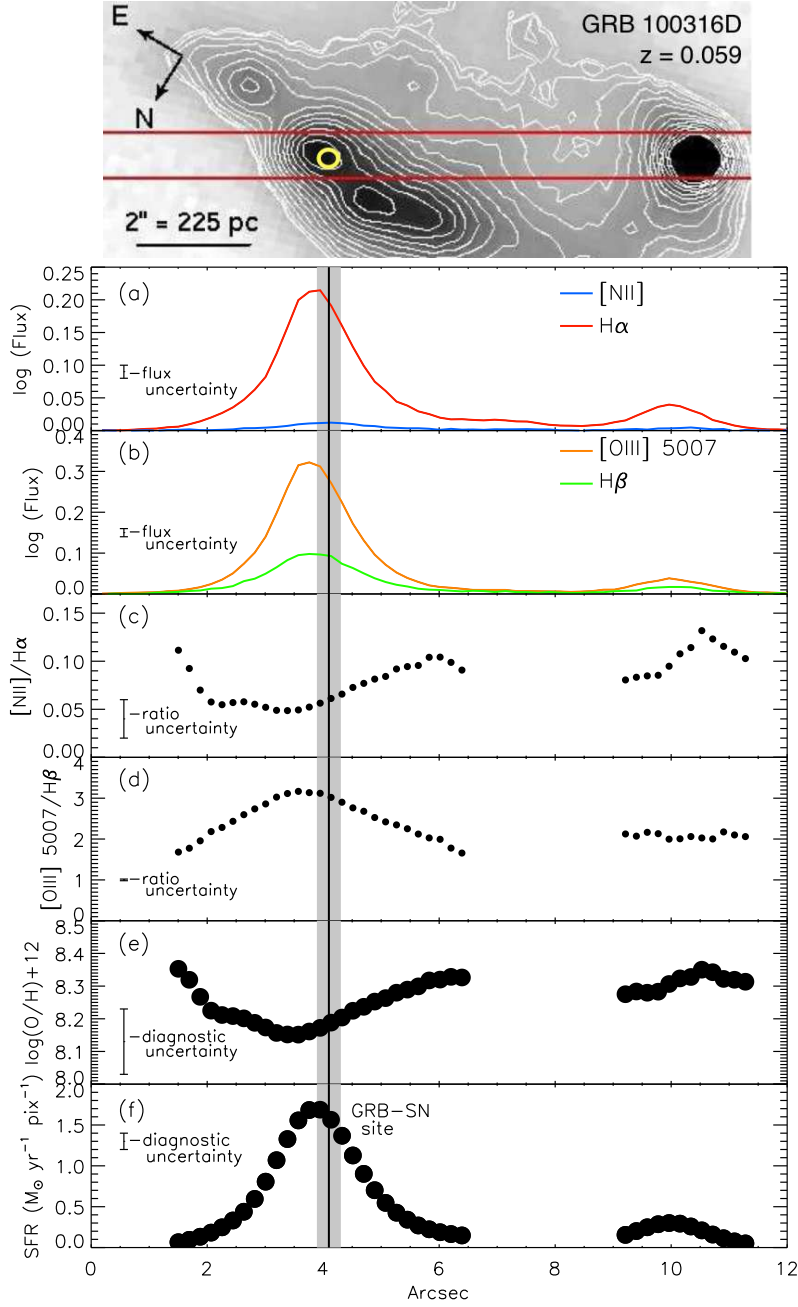 E
N
GRB 100316D
z = 0.059
2" = 225 pc
0.25
0.20
0.15
0.10
0.05
0.00
log (Flux)
(a)
[NII]
Hα
–flux
uncertainty
0.4
0.3
0.2
0.1
0.0
log (Flux)
(b)
[OIII] 5007
Hβ
–flux
uncertainty
0.15
0.10
0.05
0.00
[NII]/Hα
(c)
–ratio
uncertainty
4
3
2
1
0
[OIII] 5007/Hβ
(d)
–ratio
uncertainty
8.5
8.4
8.3
8.2
8.1
8.0
log(O/H)+12
(e)
–diagnostic
uncertainty
2.0
1.5
1.0
0.5
0.0
SFR (M⊙ yr⁻¹ pix⁻¹)
(f)
–diagnostic
uncertainty
GRB–SN
site
0 2 4 6 8 10 12
Arcsec